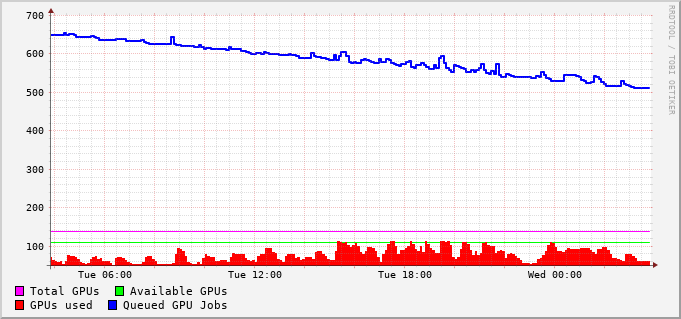 700
600
500
400
300
200
100
Tue 06:00 Tue 12:00 Tue 18:00 Wed 00:00
Total GPUs Available GPUs
GPUs used Queued GPU Jobs
RRDTOOL / TOBI OETIKER